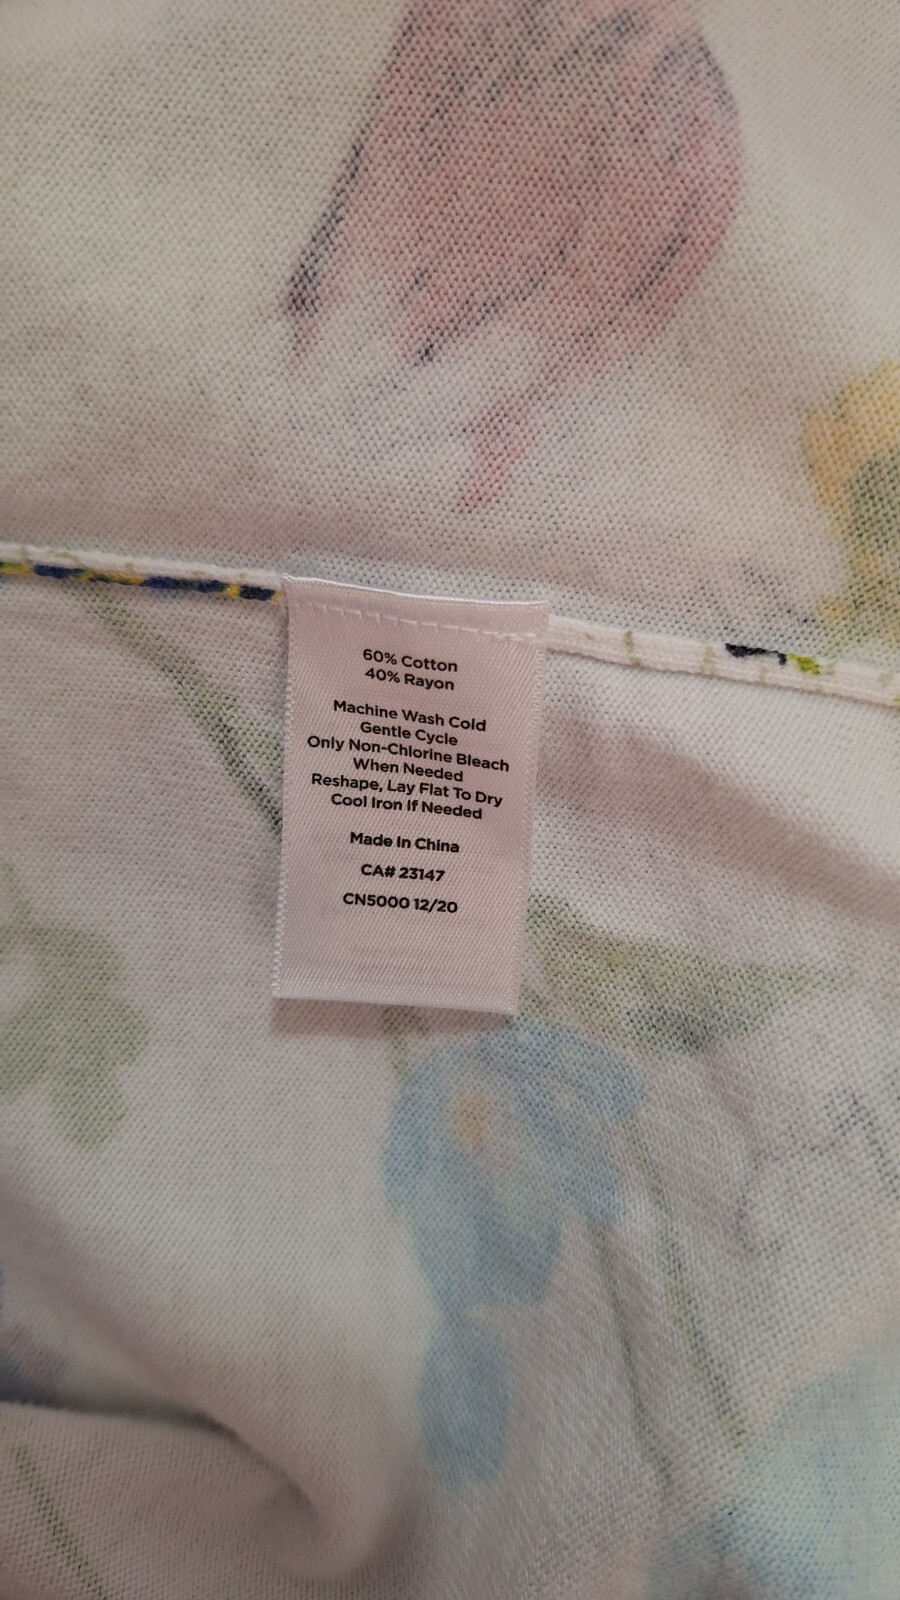 60% Cotton
40% Rayon
Machine Wash Cold
Gentle Cycle
Only Non-Chlorine Bleach
When Needed
Reshape, Lay Flat To Dry
Cool Iron If Needed
Made In China
CA# 23147
CN5000 12/20